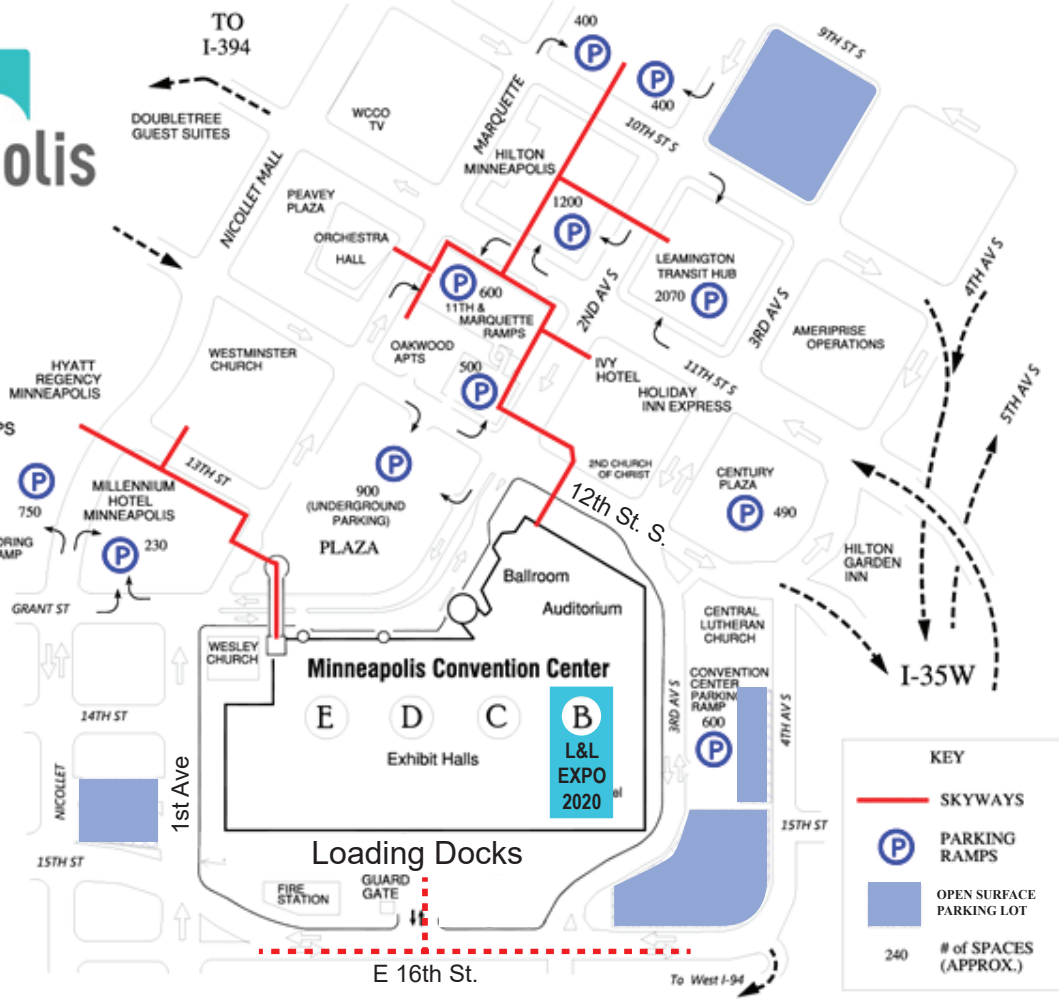 TO
I-394
olis
DOUBLETREE
GUEST SUITES
WCCO
TV
MARQUETTE
400
400
9TH ST S
10TH ST S
HILTON
MINNEAPOLIS
NICOLLET MALL
PEAVEY
PLAZA
ORCHESTRA
HALL
1200
P
P
P
P
600
11TH &
MARQUETTE
RAMPS
2ND AV S
LEAMINGTON
TRANSIT HUB
2070
P
3RD AV S
4TH AV S
AMERIPRISE
OPERATIONS
5TH AV S
WESTMINSTER
CHURCH
OAKWOOD
APTS
500
P
IVY
HOTEL
11TH ST S
HOLIDAY
INN EXPRESS
HYATT
REGENCY
MINNEAPOLIS
PS
P
750
13TH ST
MILLENNIUM
HOTEL
MINNEAPOLIS
P
230
P
900
(UNDERGROUND
PARKING)
PLAZA
2ND CHURCH
OF CHRIST
12th St. S.
CENTURY
PLAZA
P
490
HILTON
GARDEN
INN
ORING
AMP
GRANT ST
Ballroom
Auditorium
CENTRAL
LUTHERAN
CHURCH
WESLEY
CHURCH
Minneapolis Convention Center
I-35W
CONVENTION
CENTER
PARKING
RAMP
600
P
3RD AV S
4TH AV S
E
D
C
B
Exhibit Halls
L&L
EXPO
2020
el
14TH ST
NICOLLET
1st Ave
15TH ST
15TH ST
Loading Docks
FIRE
STATION
GUARD
GATE
E 16th St.
To West I-94
KEY
SKYWAYS
P
PARKING
RAMPS
OPEN SURFACE
PARKING LOT
240
# of SPACES
(APPROX.)